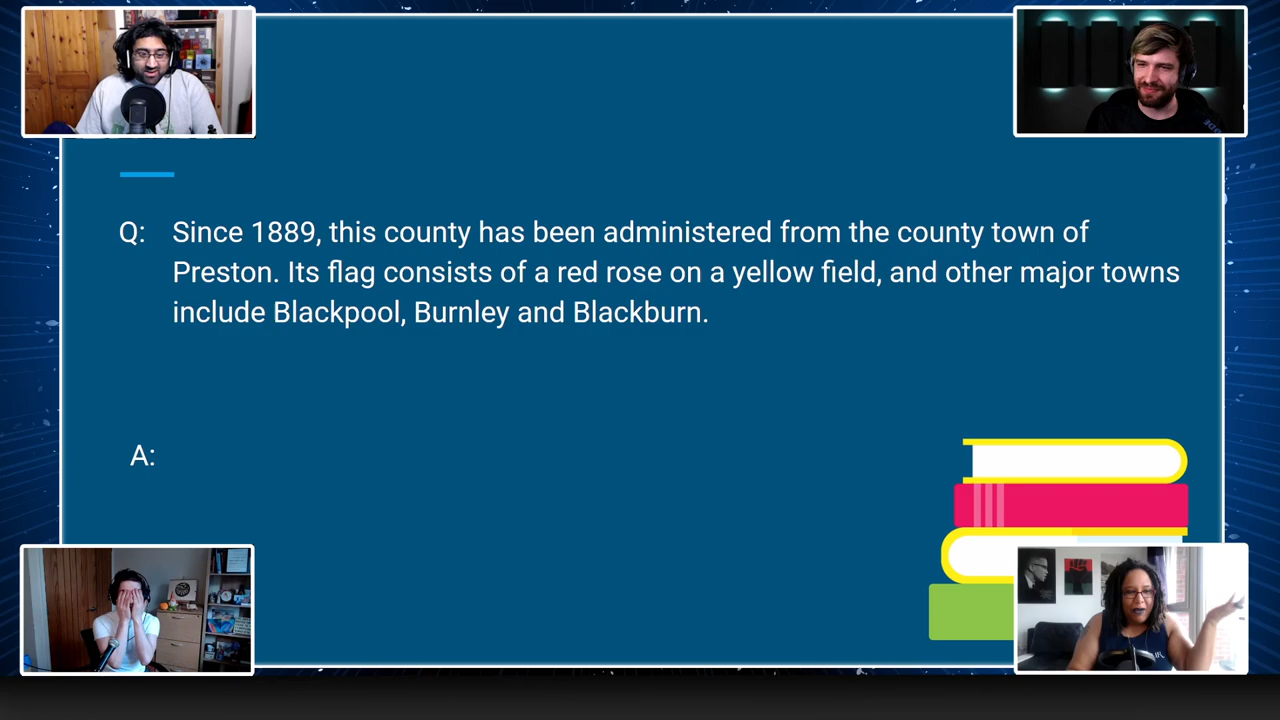 Q: Since 1889, this county has been administered from the county town of
Preston. Its flag consists of a red rose on a yellow field, and other major towns
include Blackpool, Burnley and Blackburn.
A: